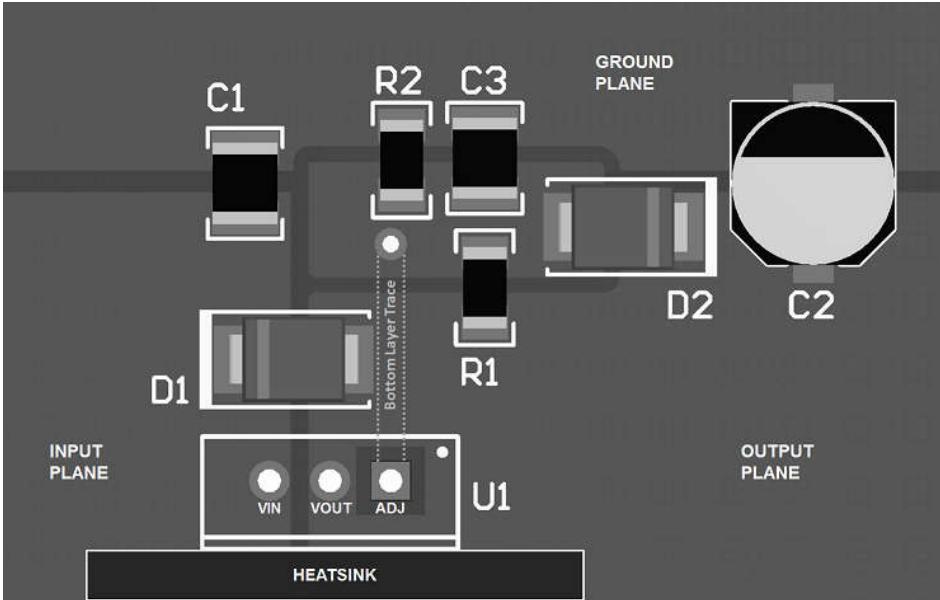 GROUND
PLANE
C1
R2
C3
D2
C2
Bottom Layer Trace
R1
D1
INPUT
PLANE
OUTPUT
PLANE
VIN
VOUT
ADJ
U1
HEATSINK